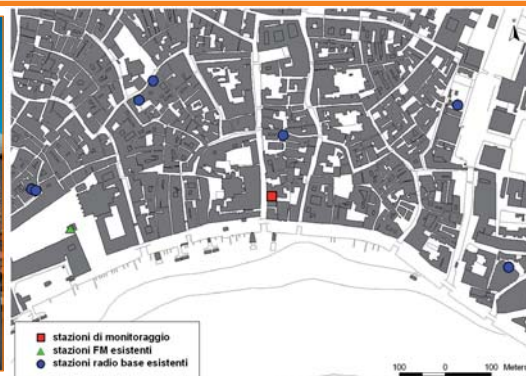 stazioni di monitoraggio
stazioni FM esistenti
stazioni radio base esistenti
100 0 100 Meters